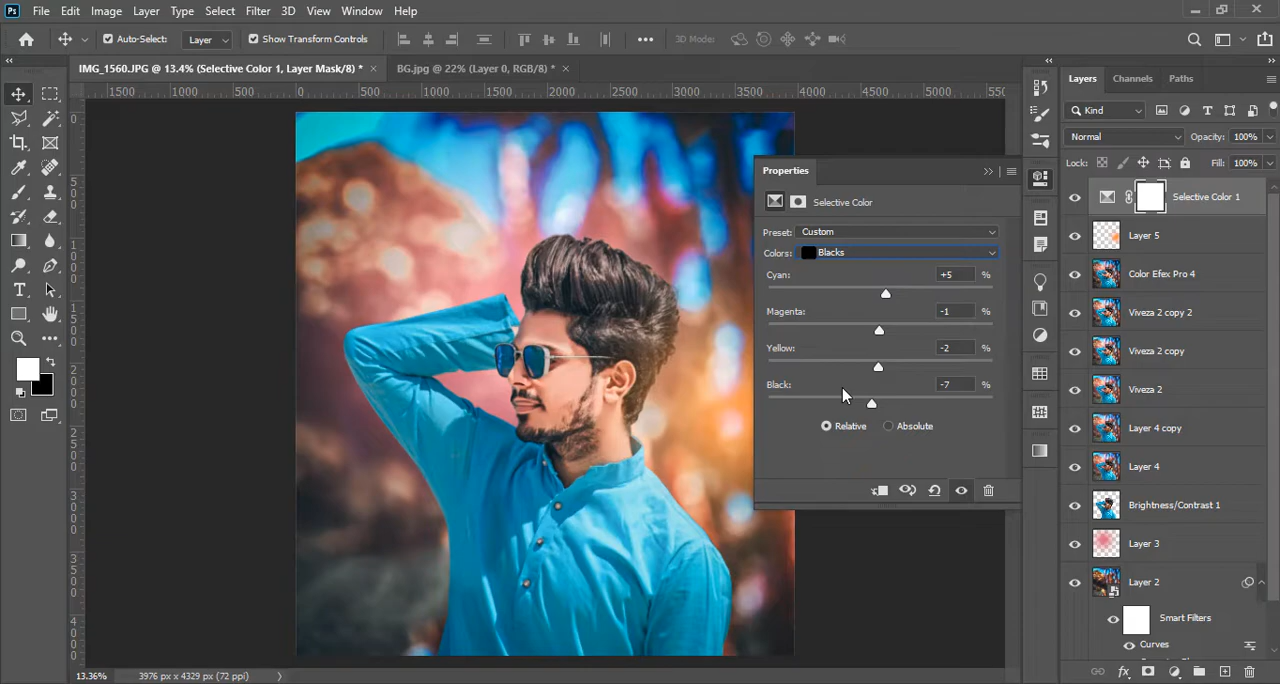 Ps File Edit Image Layer Type Select Filter 3D View Window Help
Auto-Select: Layer Show Transform Controls 3D Mode:
IMG_1560.JPG @ 13.4% (Selective Color 1, Layer Mask/8) * × BG.jpg @ 22% (Layer 0, RGB/8) * ×
1500 1000 500 0 500 1000 1500 2000 2500 3000 3500 4000 4500 5000
Layers Channels Paths
Kind
Normal Opacity: 100%
Lock: Fill: 100%
Selective Color 1
Layer 5
Color Efex Pro 4
Viveza 2 copy 2
Viveza 2 copy
Viveza 2
Layer 4 copy
Layer 4
Brightness/Contrast 1
Layer 3
Layer 2
Smart Filters
Curves
Properties
Selective Color
Preset: Custom
Colors: Blacks
Cyan: +5 %
Magenta: -1 %
Yellow: -2 %
Black: -7 %
Relative Absolute
13.36% 3976 px x 4329 px (72 ppi)